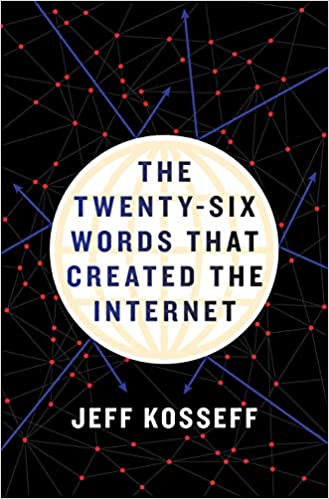 THE
TWENTY-SIX
WORDS THAT
CREATED THE
INTERNET
JEFF KOSSEFF